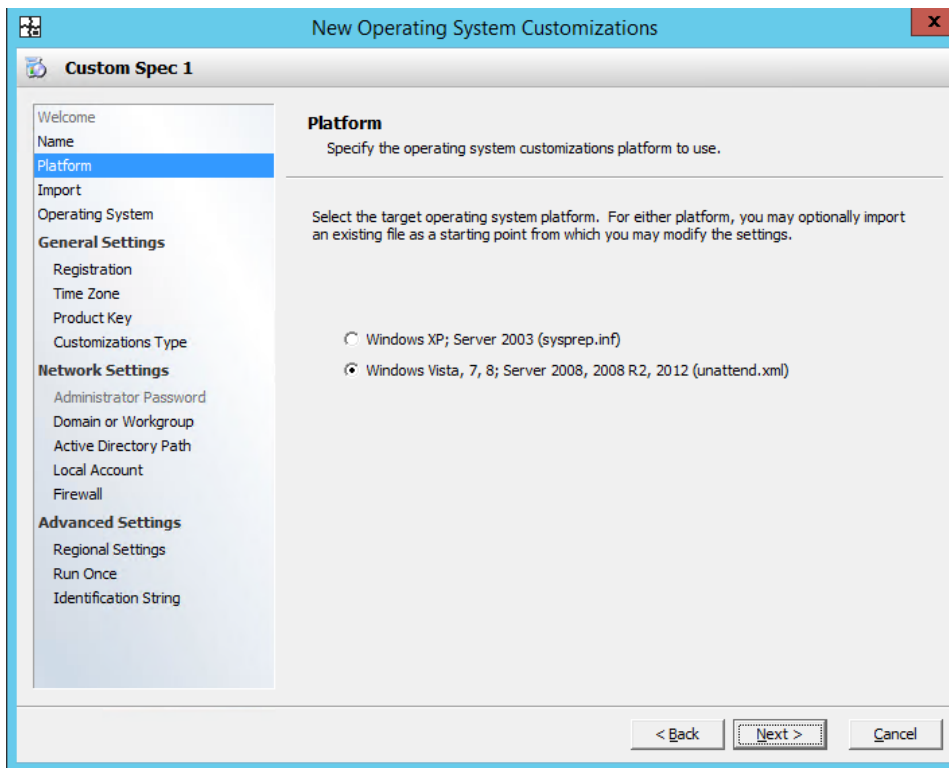 New Operating System Customizations
x
Custom Spec 1
Welcome
Name
Platform
Import
Operating System
General Settings
Registration
Time Zone
Product Key
Customizations Type
Network Settings
Administrator Password
Domain or Workgroup
Active Directory Path
Local Account
Firewall
Advanced Settings
Regional Settings
Run Once
Identification String
Platform
Specify the operating system customizations platform to use.
Select the target operating system platform. For either platform, you may optionally import
an existing file as a starting point from which you may modify the settings.
Windows XP; Server 2003 (sysprep.inf)
Windows Vista, 7, 8; Server 2008, 2008 R2, 2012 (unattend.xml)
< Back
Next >
Cancel